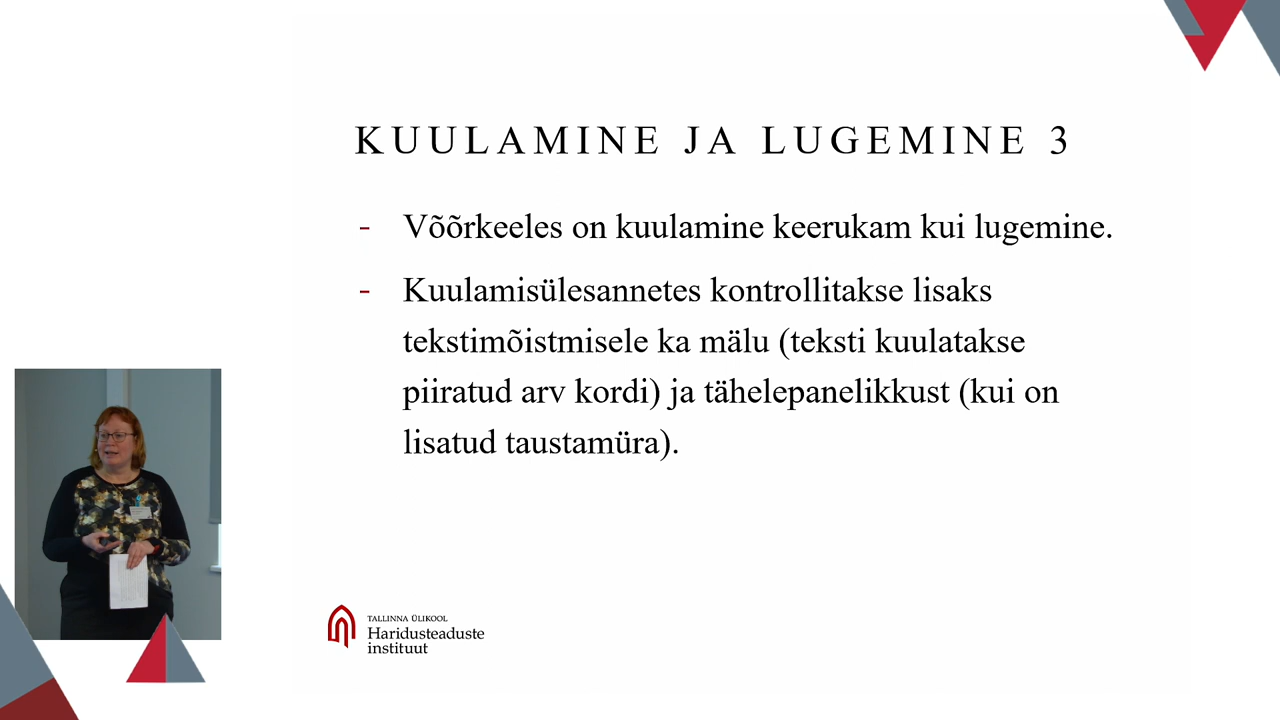 KUULAMINE JA LUGEMINE 3
- Võõrkeeles on kuulamine keerukam kui lugemine.
- Kuulamisülesannetes kontrollitakse lisaks
tekstimõistmisele ka mälu (teksti kuulatakse
piiratud arv kordi) ja tähelepanelikkust (kui on
lisatud taustamüra).
TALLINNA ÜLIKOOL
Haridusteaduste
instituut